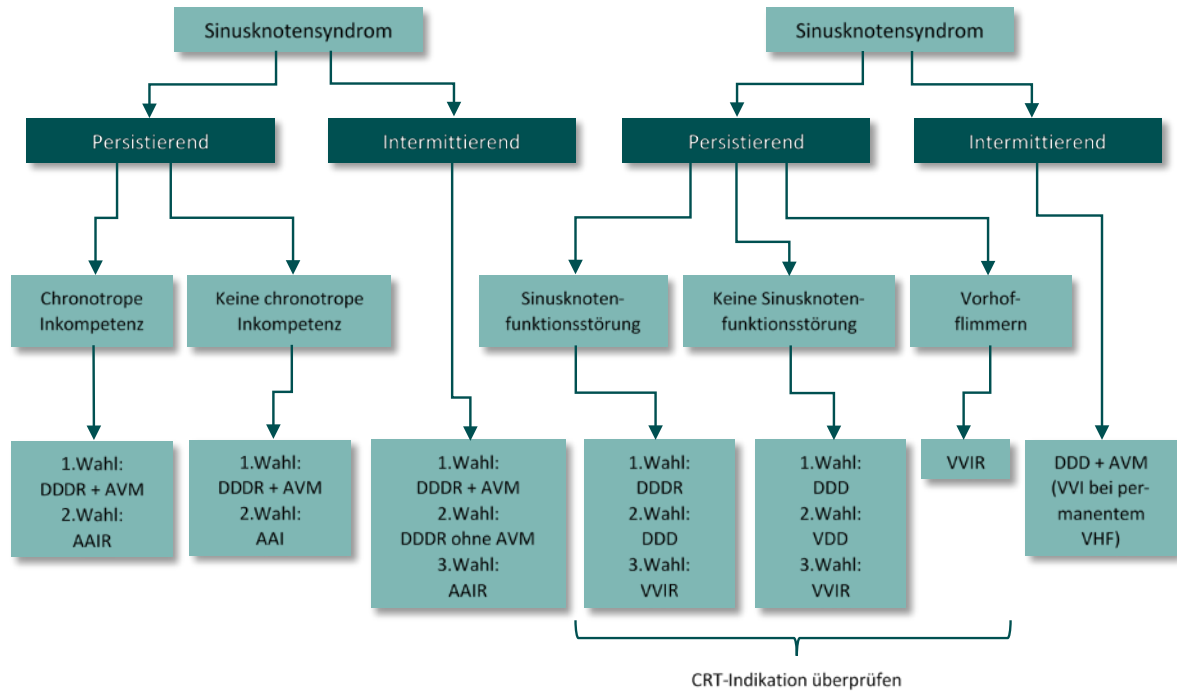 Sinusknotensyndrom
Persistierend
Intermittierend
Chronotrope
Inkompetenz
Keine chronotrope
Inkompetenz
1.Wahl:
DDDR + AVM
2.Wahl:
AAIR
1.Wahl:
DDDR + AVM
2.Wahl:
AAI
1.Wahl:
DDDR + AVM
2.Wahl:
DDDR ohne AVM
3.Wahl:
AAIR
Sinusknotensyndrom
Persistierend
Intermittierend
Sinusknoten-
funktionsstörung
Keine Sinusknoten-
funktionsstörung
Vorhof-
flimmern
1.Wahl:
DDDR
2.Wahl:
DDD
3.Wahl:
VVIR
1.Wahl:
DDD
2.Wahl:
VDD
3.Wahl:
VVIR
VVIR
DDD + AVM
(VVI bei per-
manentem
VHF)
CRT-Indikation überprüfen